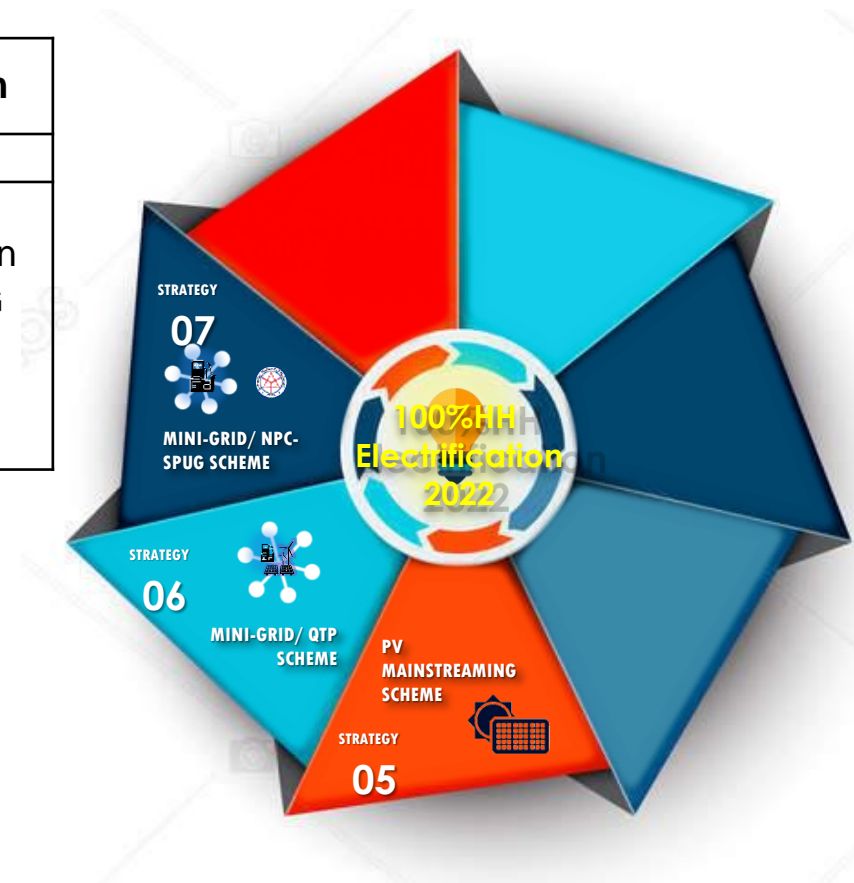 STRATEGY
07
MINI-GRID/ NPC-
SPUG SCHEME
100%HH
Electrification
2022
STRATEGY
06
MINI-GRID/ QTP
SCHEME
PV
MAINSTREAMING
SCHEME
STRATEGY
05